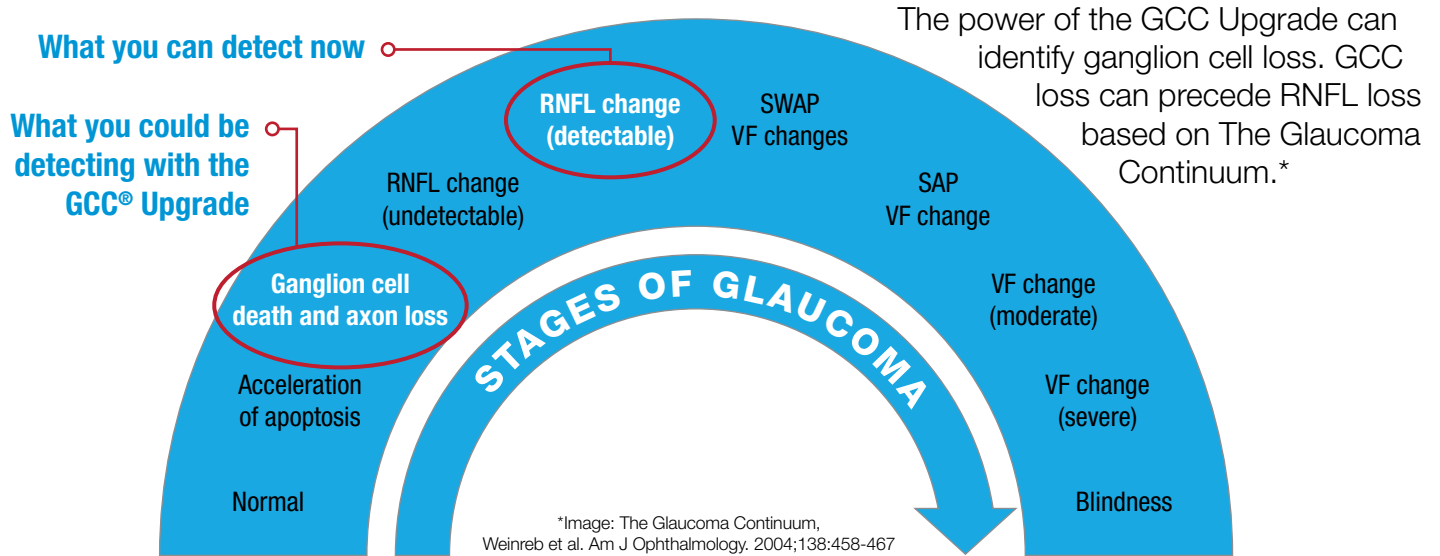 What you can detect now
What you could be
detecting with the
GCC® Upgrade
The power of the GCC Upgrade can
identify ganglion cell loss. GCC
loss can precede RNFL loss
based on The Glaucoma
Continuum.*
Normal
Acceleration
of apoptosis
Ganglion cell
death and axon loss
RNFL change
(undetectable)
RNFL change
(detectable)
SWAP
VF changes
SAP
VF change
VF change
(moderate)
VF change
(severe)
Blindness
STAGES OF GLAUCOMA
*Image: The Glaucoma Continuum,
Weinreb et al. Am J Ophthalmology. 2004;138:458-467